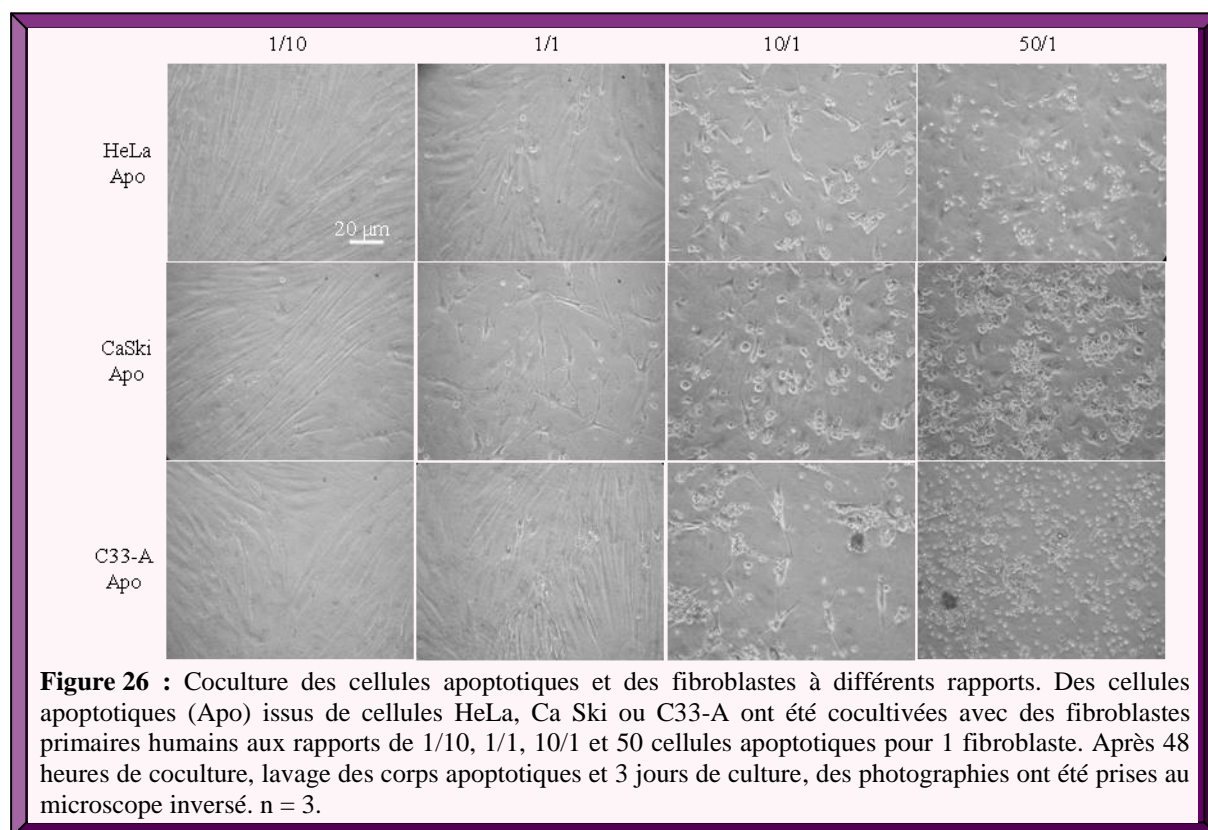 1/10 1/1 10/1 50/1
HeLa
Apo
20 µm
CaSki
Apo
C33-A
Apo
Figure 26 : Coculture des cellules apoptotiques et des fibroblastes à différents rapports. Des cellules
apoptotiques (Apo) issus de cellules HeLa, Ca Ski ou C33-A ont été cocultivées avec des fibroblastes
primaires humains aux rapports de 1/10, 1/1, 10/1 et 50 cellules apoptotiques pour 1 fibroblaste. Après 48
heures de coculture, lavage des corps apoptotiques et 3 jours de culture, des photographies ont été prises au
microscope inversé. n = 3.